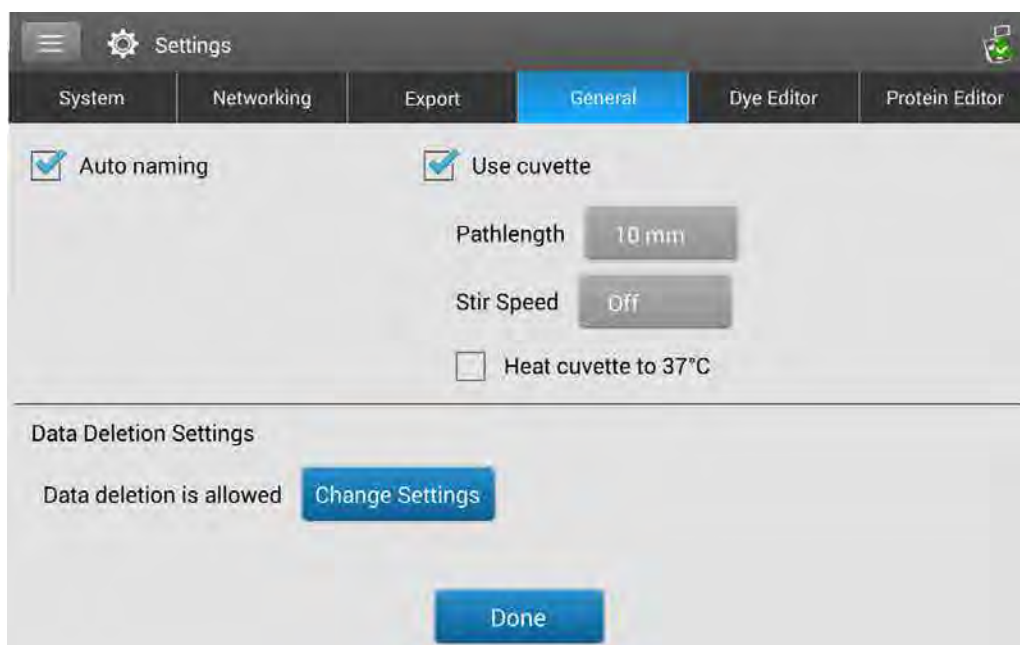 Settings
System Networking Export General Dye Editor Protein Editor
Auto naming Use cuvette
Pathlength 10 mm
Stir Speed Off
Heat cuvette to 37°C
Data Deletion Settings
Data deletion is allowed Change Settings
Done